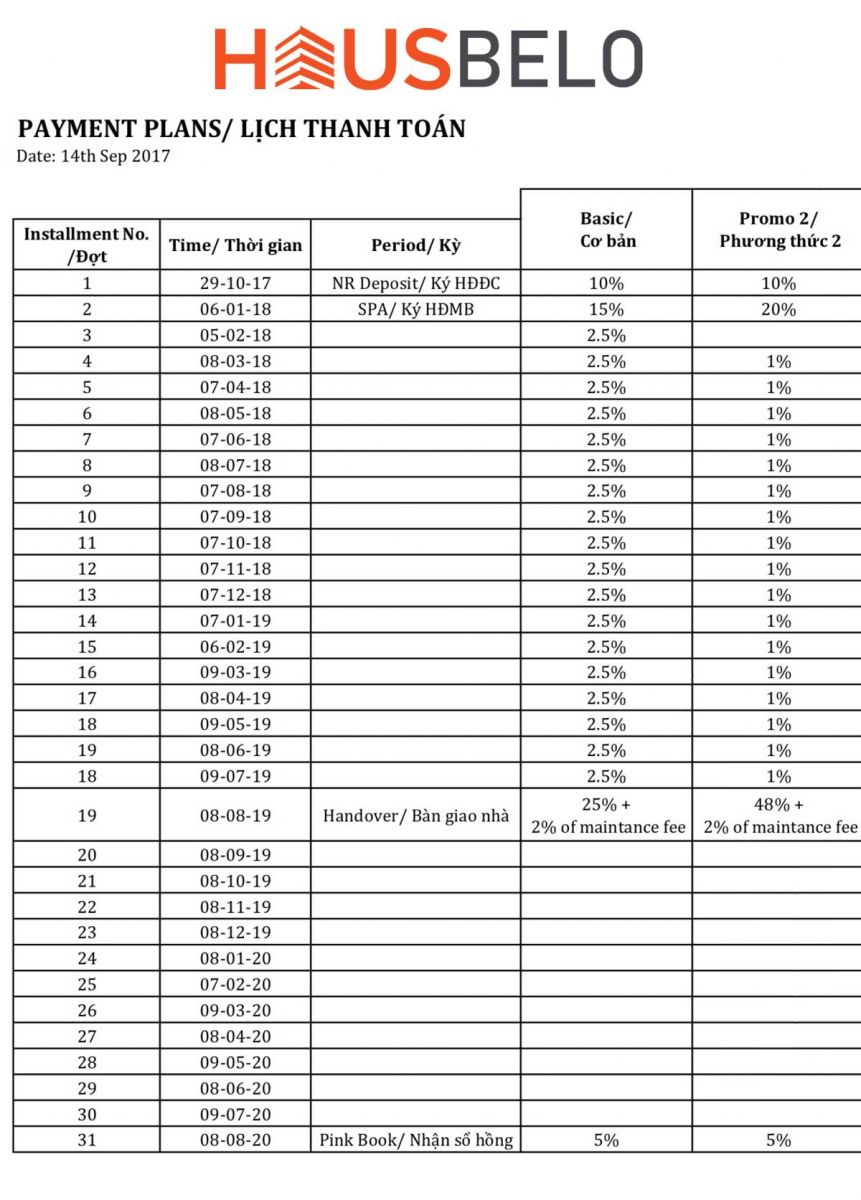 HAUSBELO
PAYMENT PLANS/ LỊCH THANH TOÁN
Date: 14th Sep 2017
Installment No. /Đợt Time/ Thời gian Period/ Kỳ Basic/ Cơ bản Promo 2/ Phương thức 2
1 29-10-17 NR Deposit/ Ký HĐĐC 10% 10%
2 06-01-18 SPA/ Ký HĐMB 15% 20%
3 05-02-18 2.5%
4 08-03-18 2.5% 1%
5 07-04-18 2.5% 1%
6 08-05-18 2.5% 1%
7 07-06-18 2.5% 1%
8 08-07-18 2.5% 1%
9 07-08-18 2.5% 1%
10 07-09-18 2.5% 1%
11 07-10-18 2.5% 1%
12 07-11-18 2.5% 1%
13 07-12-18 2.5% 1%
14 07-01-19 2.5% 1%
15 06-02-19 2.5% 1%
16 09-03-19 2.5% 1%
17 08-04-19 2.5% 1%
18 09-05-19 2.5% 1%
19 08-06-19 2.5% 1%
18 09-07-19 2.5% 1%
19 08-08-19 Handover/ Bàn giao nhà 25% + 2% of maintance fee 48% + 2% of maintance fee
20 08-09-19
21 08-10-19
22 08-11-19
23 08-12-19
24 08-01-20
25 07-02-20
26 09-03-20
27 08-04-20
28 09-05-20
29 08-06-20
30 09-07-20
31 08-08-20 Pink Book/ Nhận sổ hồng 5% 5%